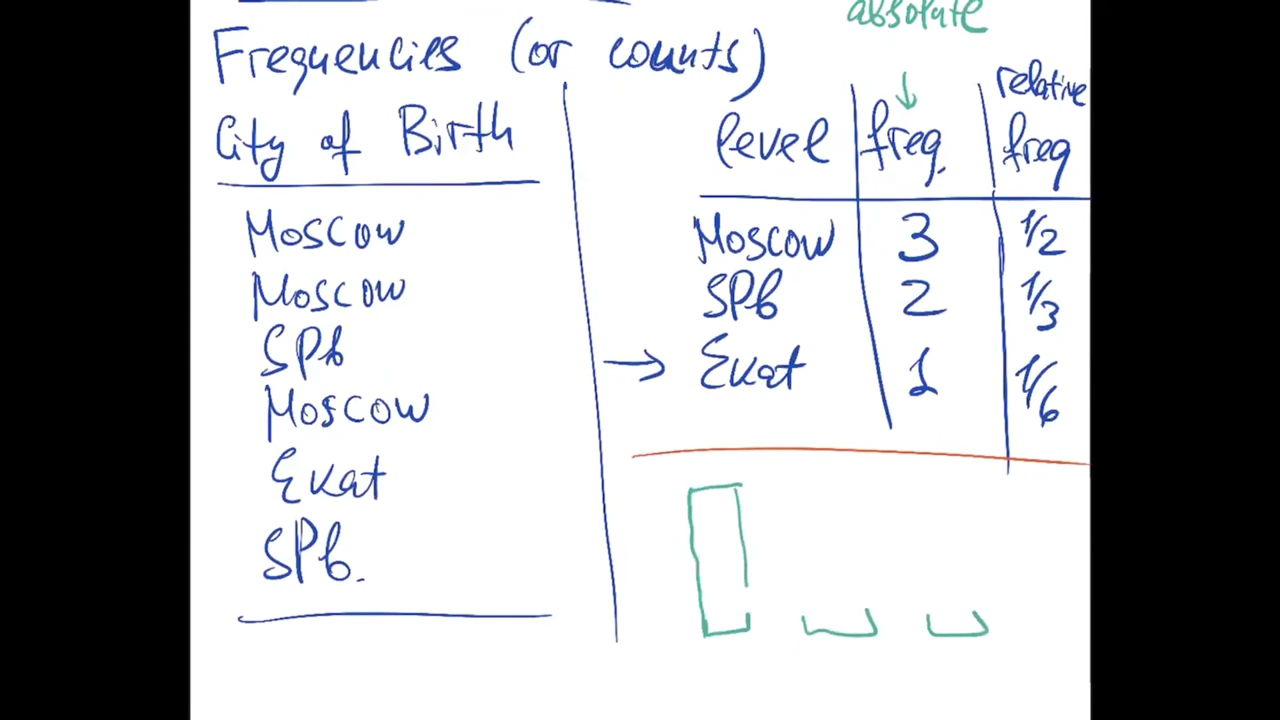 absolute
Frequencies (or counts)
City of Birth
Moscow
Moscow
SPb
Moscow
Ekat
SPb.
level freq. relative freq
Moscow 3 1/2
SPb 2 1/3
Ekat 1 1/6